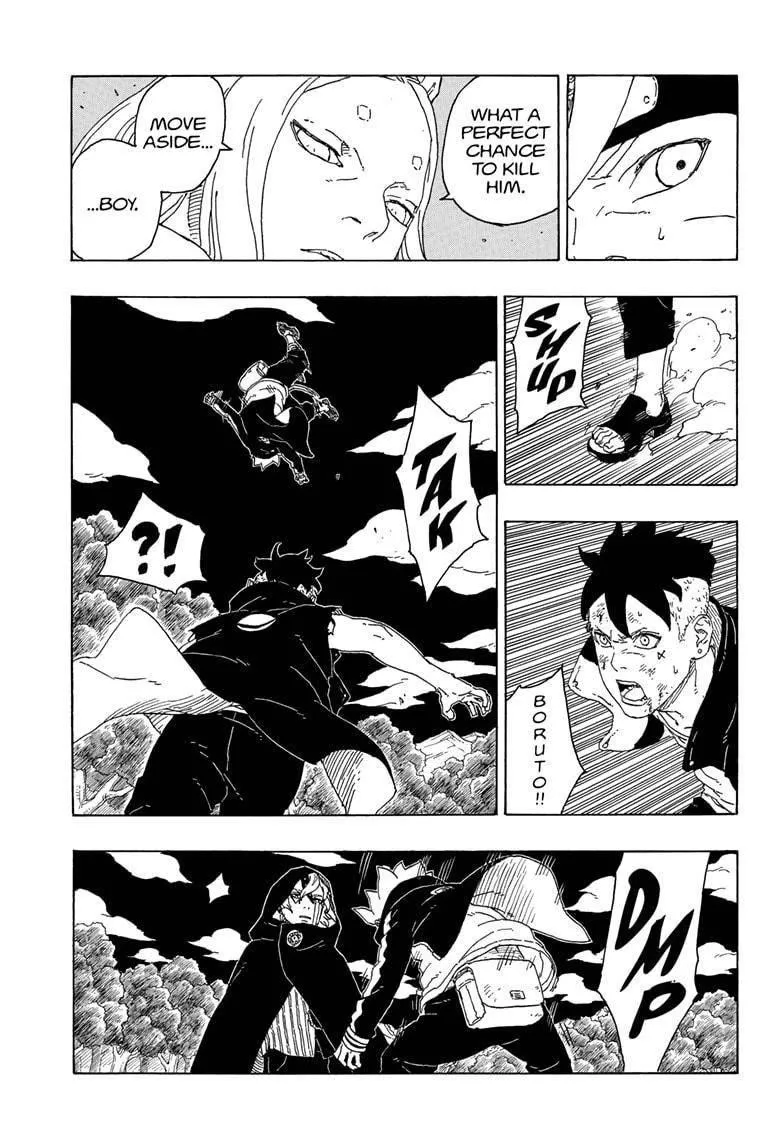 WHAT A
PERFECT
CHANCE
TO KILL
HIM.
MOVE
ASIDE...
...BOY.
SHUP
TAK
?!
BORUTO!!
DMP